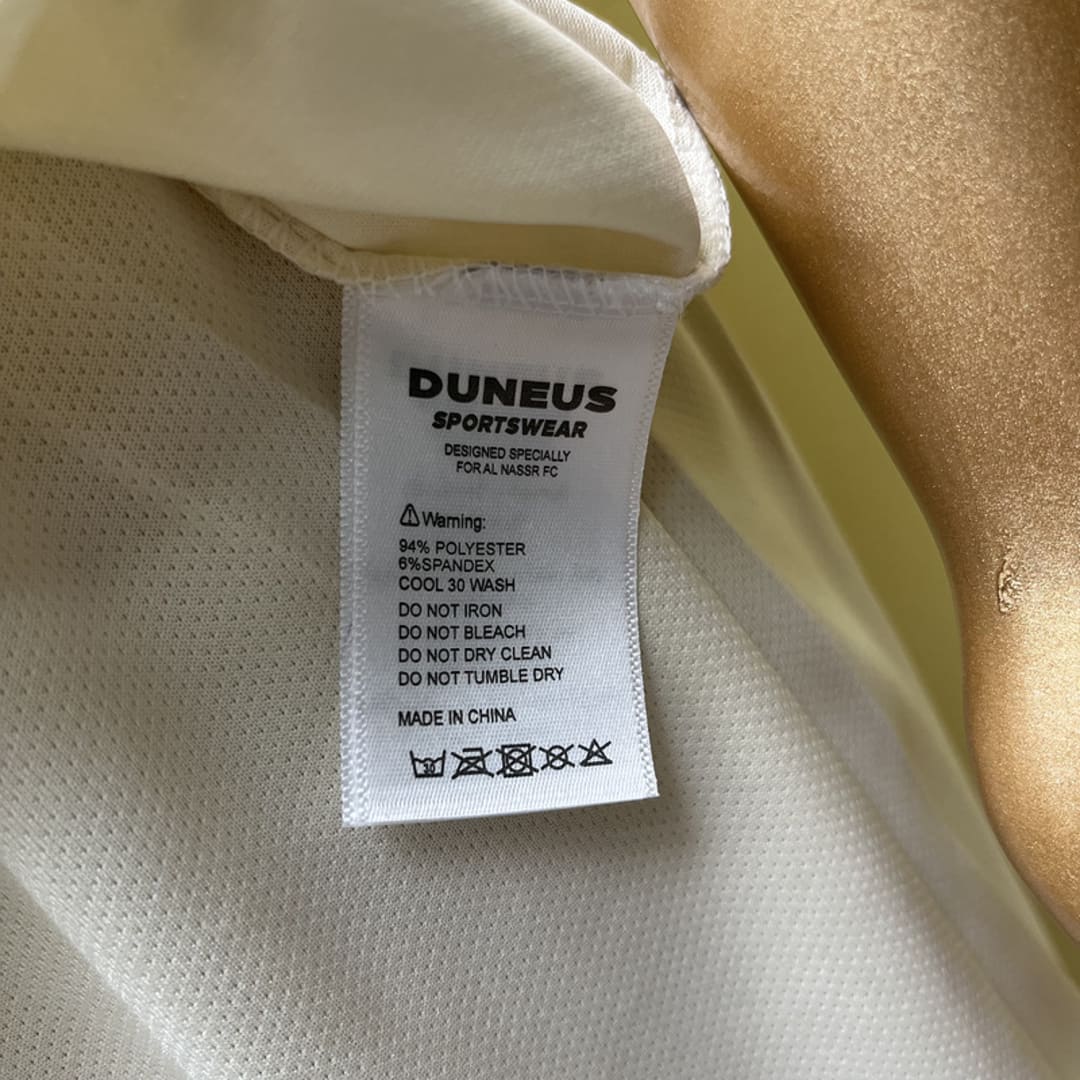 DUNEUS
SPORTSWEAR
DESIGNED SPECIALLY
FOR AL NASSR FC
Warning:
94% POLYESTER
6%SPANDEX
COOL 30 WASH
DO NOT IRON
DO NOT BLEACH
DO NOT DRY CLEAN
DO NOT TUMBLE DRY
MADE IN CHINA
30